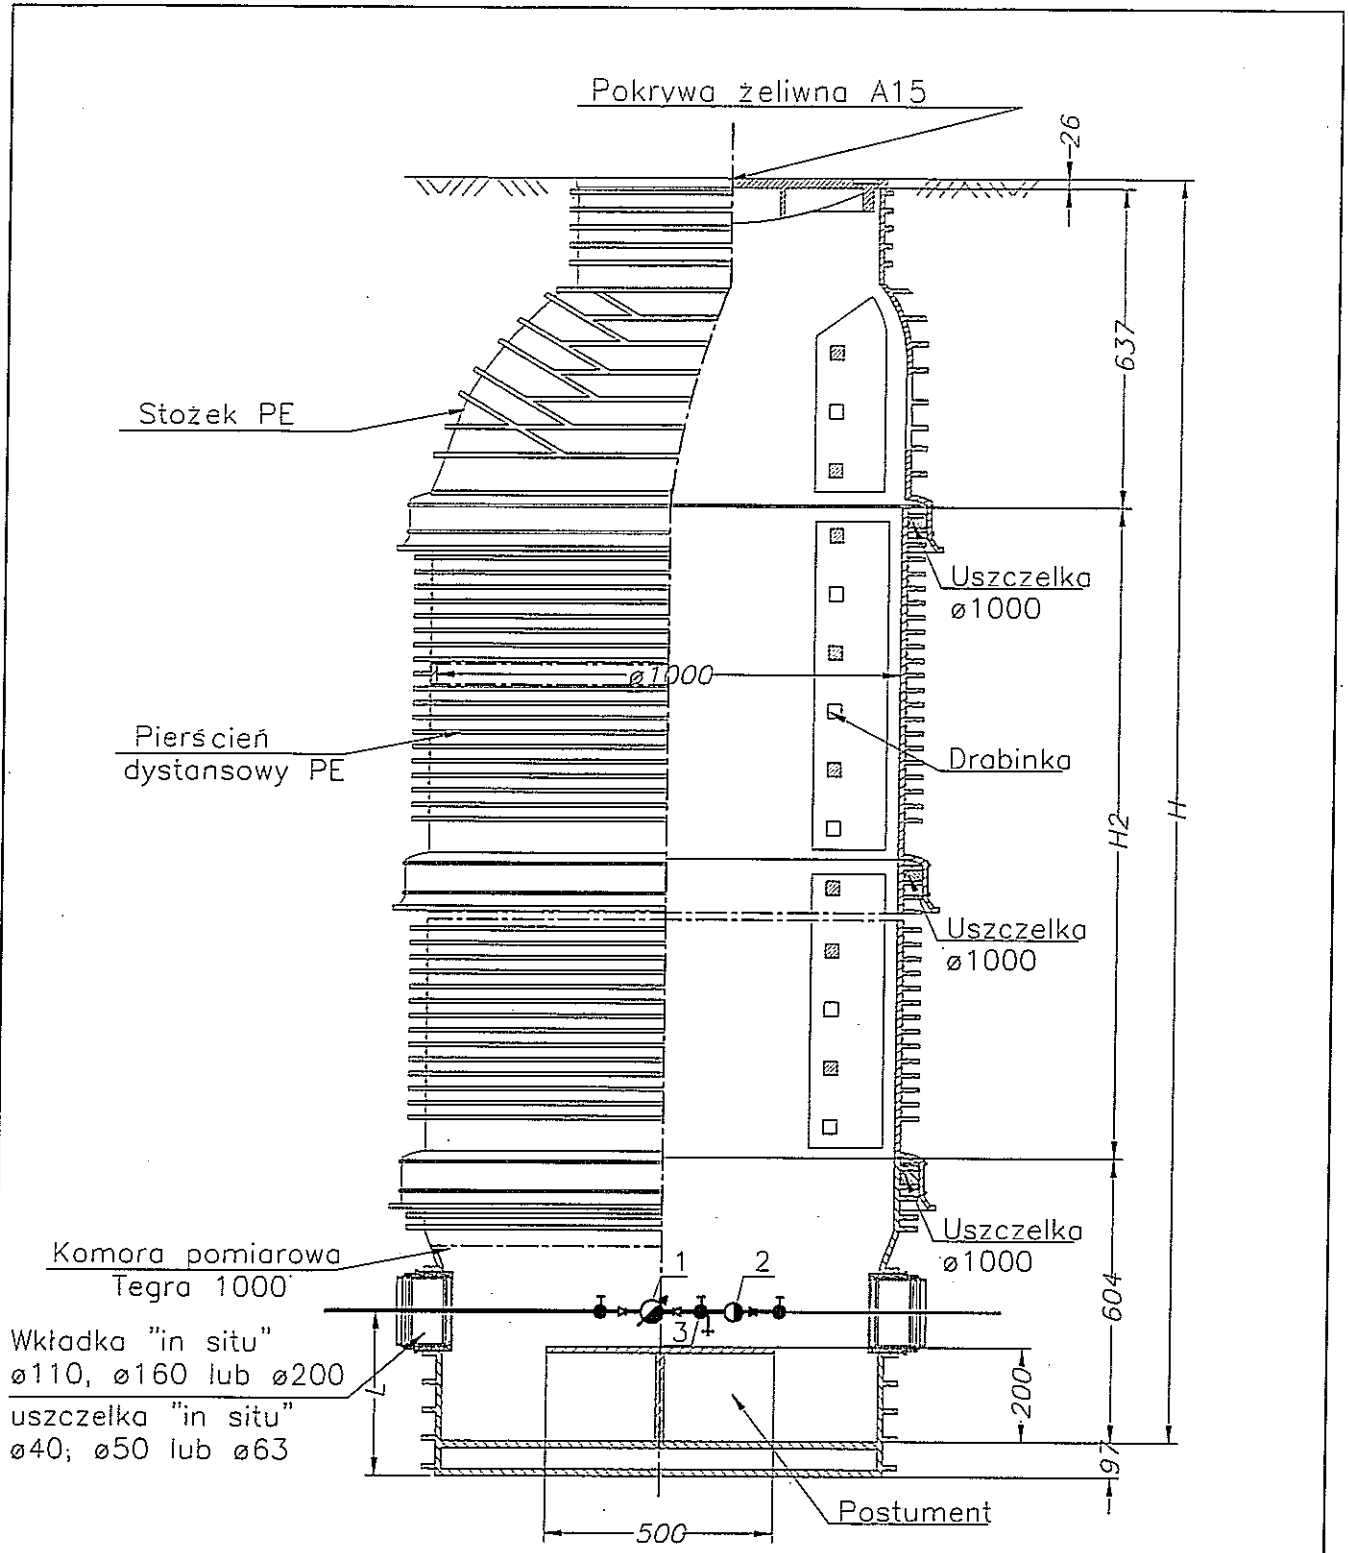 Pokrywa żeliwna A15
26
637
Stożek PE
Uszczelka
ø1000
ø1000
Pierścień
dystansowy PE
Drabinka
H
H2
Uszczelka
ø1000
Uszczelka
ø1000
Komora pomiarowa
Tegra 1000
1
2
3
604
Wkładka "in situ"
ø110, ø160 lub ø200
uszczelka "in situ"
ø40; ø50 lub ø63
L
200
97
Postument
500